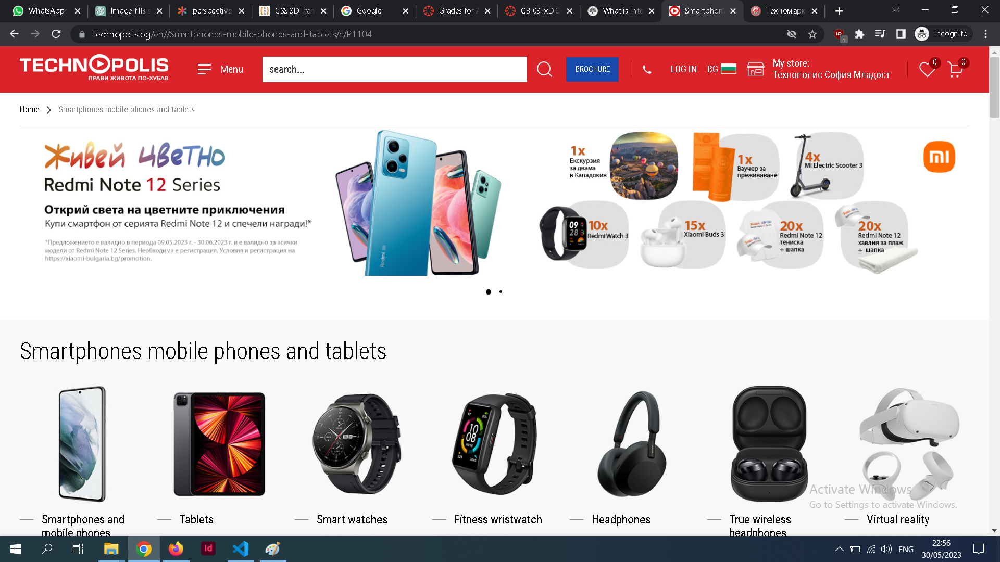 WhatsApp
Image fills s
perspective
CSS 3D Tran
Google
Grades for A
CB 03 IxD C
What is Inte
Smartphon
Техномарк
technopolis.bg/en//Smartphones-mobile-phones-and-tablets/c/P1104
1
Incognito
TECHNOPOLIS
ПРАВИ ЖИВОТА ПО-ХУБАВ
Menu
search...
BROCHURE
LOG IN
BG
My store:
Технополис София Младост
0
0
Home
Smartphones mobile phones and tablets
Живей цветно
Redmi Note 12 Series
Открий света на цветните приключения
Купи смартфон от серията Redmi Note 12 и спечели награди!*
*Предложението е валидно в периода 09.05.2023 г. - 30.06.2023 г. и е валидно за всички
модели от Redmi Note 12 Series. Необходима е регистрация. Условия и регистрация на
https://xiaomi-bulgaria.bg/promotion.
Redmi
1x
Екскурзия
за двама
в Кападокия
1x
Ваучер за
преживяване
4x
Mi Electric Scooter 3
mi
09
28
10x
Redmi Watch 3
15x
Xiaomi Buds 3
Живей цветно
20x
Redmi Note 12
тениска
+ шапка
20x
Redmi Note 12
хавлия за плаж
+ шапка
Smartphones mobile phones and tablets
10
08
Smartphones and
mobile phones
Tablets
Smart watches
Fitness wristwatch
Headphones
True wireless
headphones
Virtual reality
Activate Windows
Go to Settings to activate Windows.
Id
ENG
22:56
30/05/2023